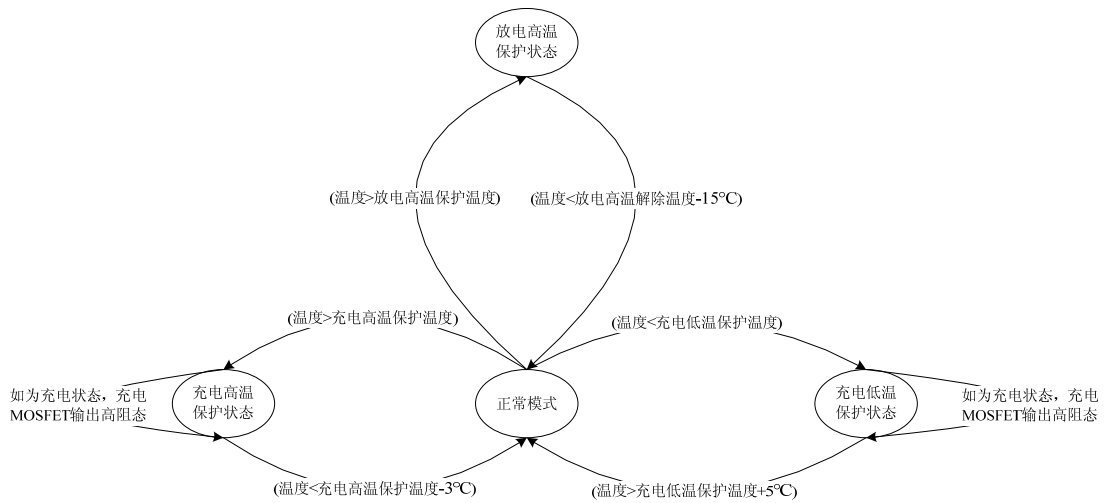 放电高温
保护状态
(温度>放电高温保护温度)
(温度<放电高温解除温度-15℃)
(温度>充电高温保护温度)
(温度<充电低温保护温度)
如为充电状态，充电
MOSFET输出高阻态
充电高温
保护状态
正常模式
充电低温
保护状态
如为充电状态，充电
MOSFET输出高阻态
(温度<充电高温保护温度-3℃)
(温度>充电低温保护温度+5℃)